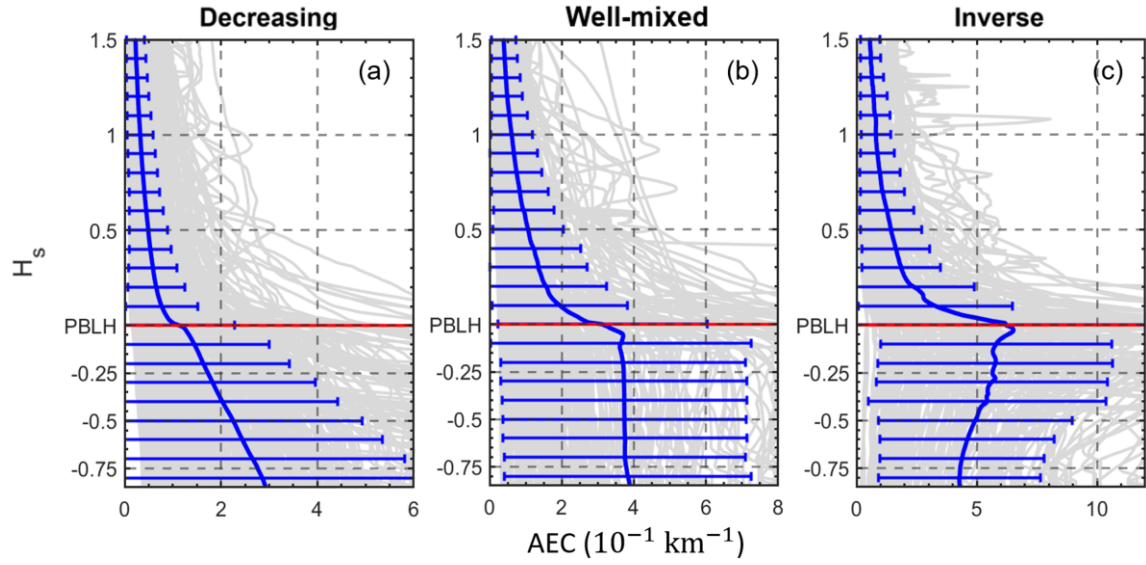 Decreasing Well-mixed Inverse
(a) (b) (c)
1.5 1.5 1.5
1 1 1
0.5 0.5 0.5
H_s
PBLH PBLH PBLH
-0.25 -0.25 -0.25
-0.5 -0.5 -0.5
-0.75 -0.75 -0.75
0 2 4 6 0 2 4 6 8 0 5 10
AEC (10⁻¹ km⁻¹)